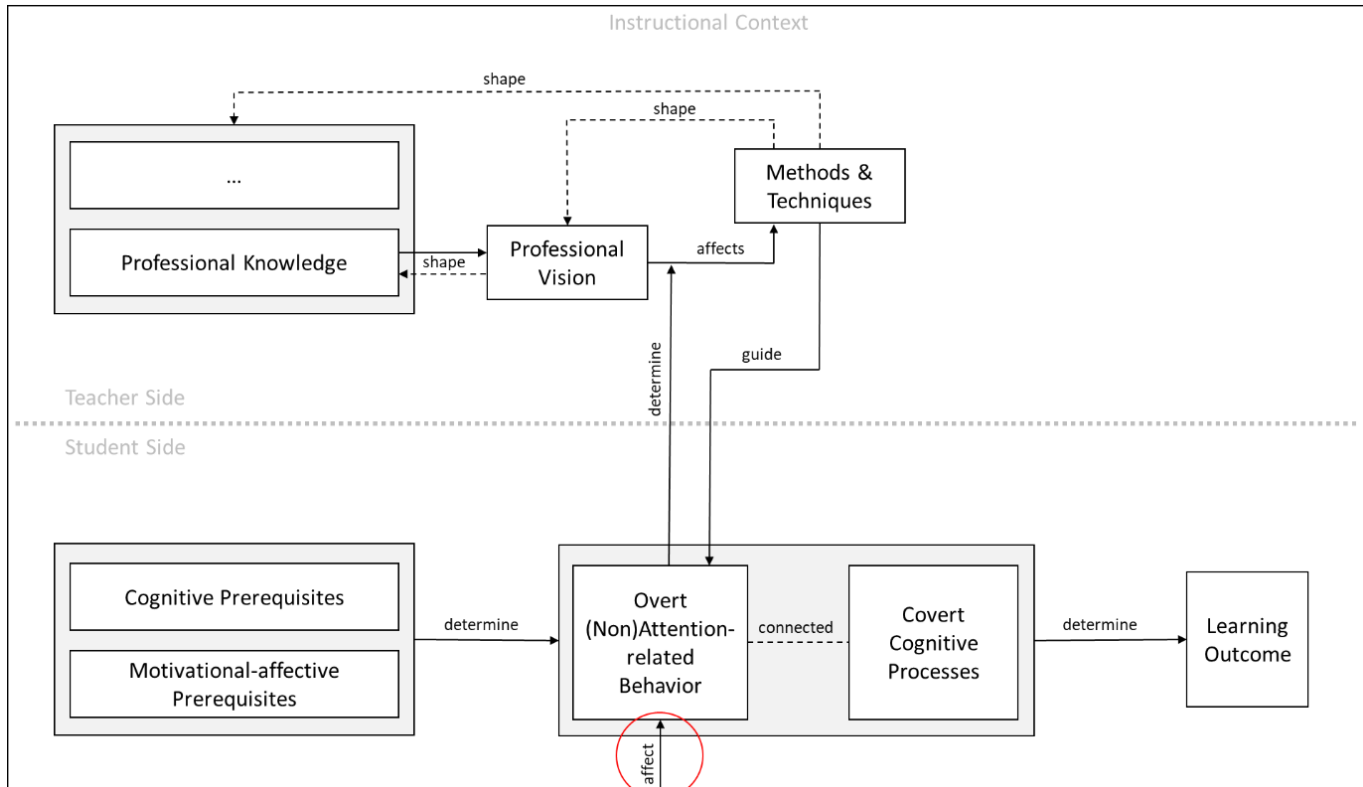 Instructional Context
shape
shape
...
Methods &
Techniques
Professional Knowledge
shape
Professional
Vision
affects
determine
guide
Teacher Side
Student Side
Cognitive Prerequisites
Motivational-affective
Prerequisites
determine
Overt
(Non)Attention-
related
Behavior
connected
Covert
Cognitive
Processes
determine
Learning
Outcome
affect